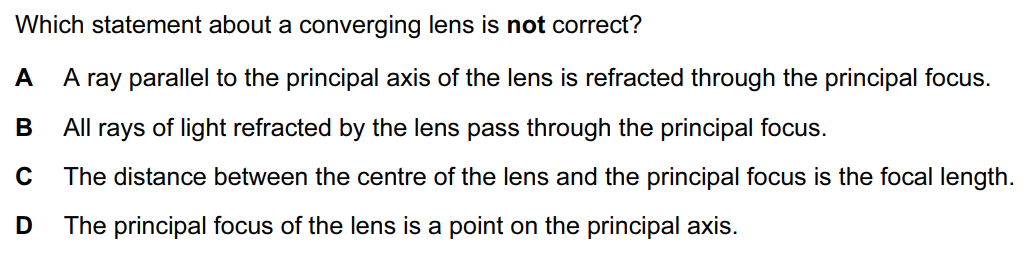 Which statement about a converging lens is not correct?
A A ray parallel to the principal axis of the lens is refracted through the principal focus.
B All rays of light refracted by the lens pass through the principal focus.
C The distance between the centre of the lens and the principal focus is the focal length.
D The principal focus of the lens is a point on the principal axis.